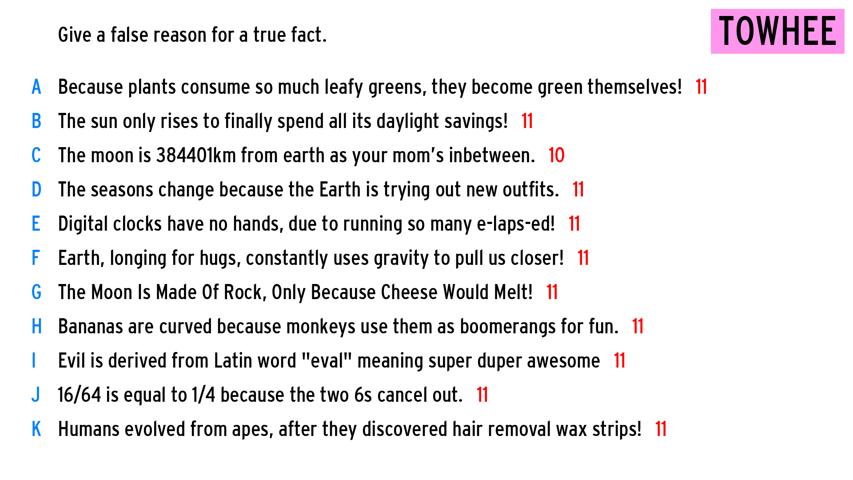 Give a false reason for a true fact.
TOWHEE
A Because plants consume so much leafy greens, they become green themselves! 11
B The sun only rises to finally spend all its daylight savings! 11
C The moon is 384401km from earth as your mom's inbetween. 10
D The seasons change because the Earth is trying out new outfits. 11
E Digital clocks have no hands, due to running so many e-laps-ed! 11
F Earth, longing for hugs, constantly uses gravity to pull us closer! 11
G The Moon Is Made Of Rock, Only Because Cheese Would Melt! 11
H Bananas are curved because monkeys use them as boomerangs for fun. 11
I Evil is derived from Latin word "eval" meaning super duper awesome 11
J 16/64 is equal to 1/4 because the two 6s cancel out. 11
K Humans evolved from apes, after they discovered hair removal wax strips! 11